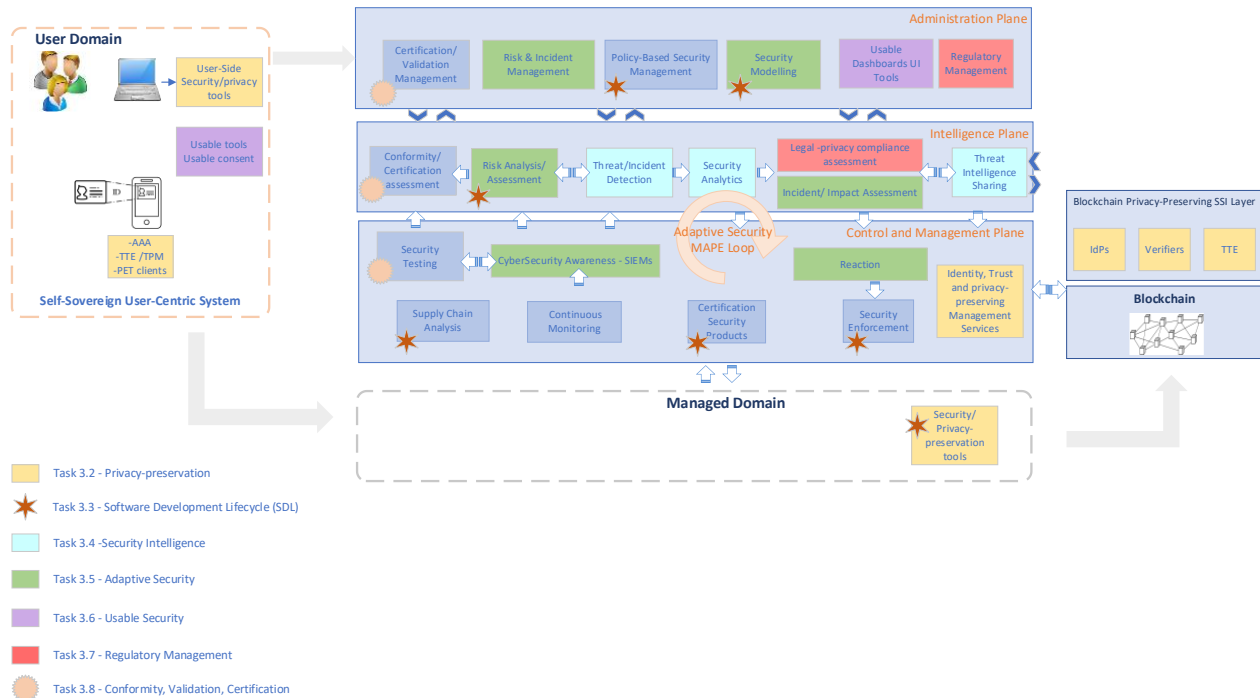 User Domain
User-Side
Security/privacy
tools
Usable tools
Usable consent
ID
-AAA
-TTE /TPM
-PET clients
Self-Sovereign User-Centric System
Administration Plane
Certification/
Validation
Management
Risk & Incident
Management
Policy-Based Security
Management
Security
Modelling
Usable
Dashboards UI
Tools
Regulatory
Management
Intelligence Plane
Conformity/
Certification
assessment
Risk Analysis/
Assessment
Threat/Incident
Detection
Security
Analytics
Legal -privacy compliance
assessment
Incident/ Impact Assessment
Threat
Intelligence
Sharing
Adaptive Security
MAPE Loop
Control and Management Plane
Security
Testing
CyberSecurity Awareness - SIEMs
Reaction
Identity, Trust
and privacy-
preserving
Management
Services
Supply Chain
Analysis
Continuous
Monitoring
Certification
Security
Products
Security
Enforcement
Blockchain Privacy-Preserving SSI Layer
IdPs
Verifiers
TTE
Blockchain
Managed Domain
Security/
Privacy-
preservation
tools
Task 3.2 - Privacy-preservation
Task 3.3 - Software Development Lifecycle (SDL)
Task 3.4 -Security Intelligence
Task 3.5 - Adaptive Security
Task 3.6 - Usable Security
Task 3.7 - Regulatory Management
Task 3.8 - Conformity, Validation, Certification